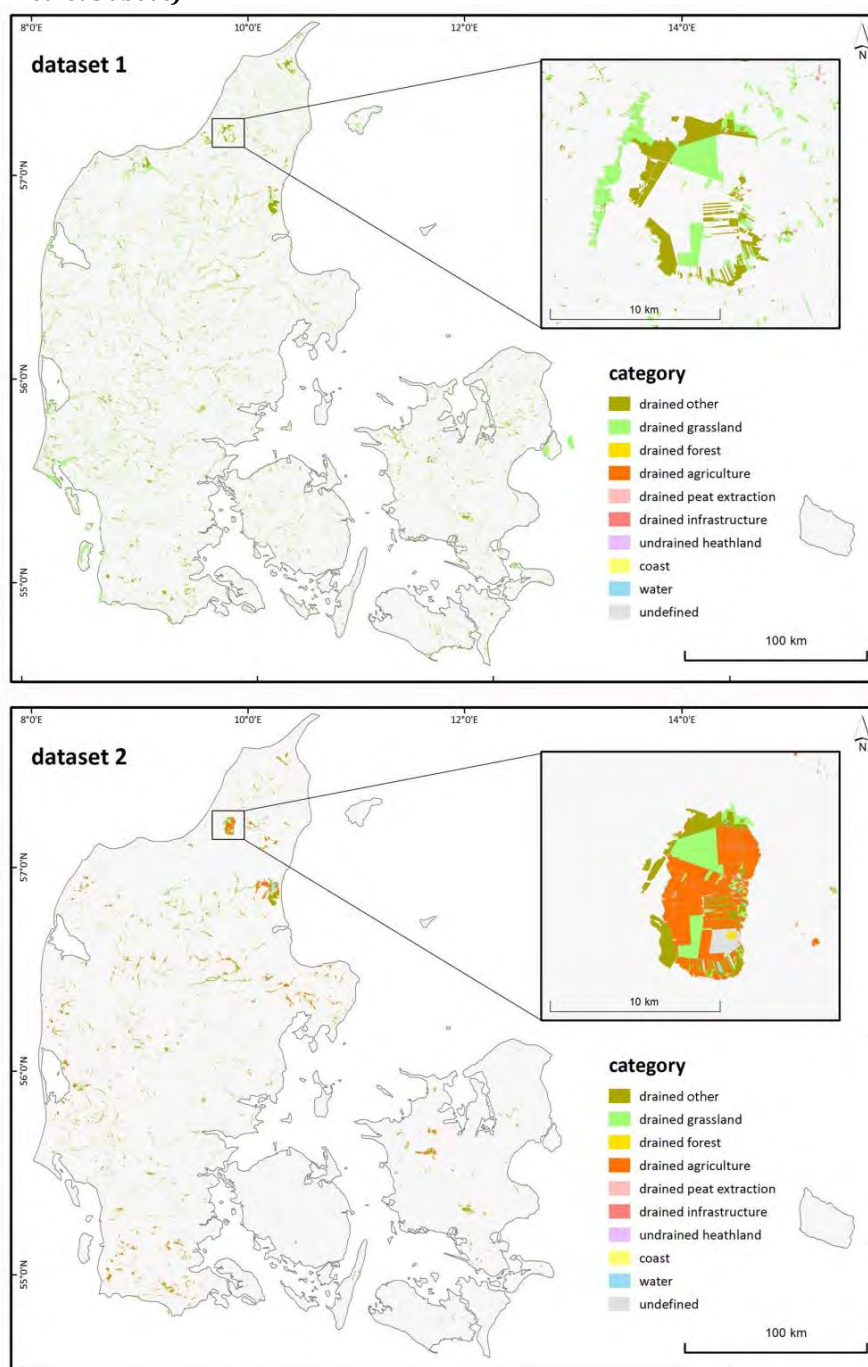 8°0'E 10°0'E 12°0'E 14°0'E
dataset 1
N
57°0'N
10 km
56°0'N
category
drained other
drained grassland
drained forest
drained agriculture
drained peat extraction
drained infrastructure
undrained heathland
55°0'N
coast
water
undefined
100 km
8°0'E 10°0'E 12°0'E 14°0'E
dataset 2
N
57°0'N
10 km
56°0'N
category
drained other
drained grassland
drained forest
drained agriculture
drained peat extraction
drained infrastructure
undrained heathland
55°0'N
coast
water
undefined
100 km